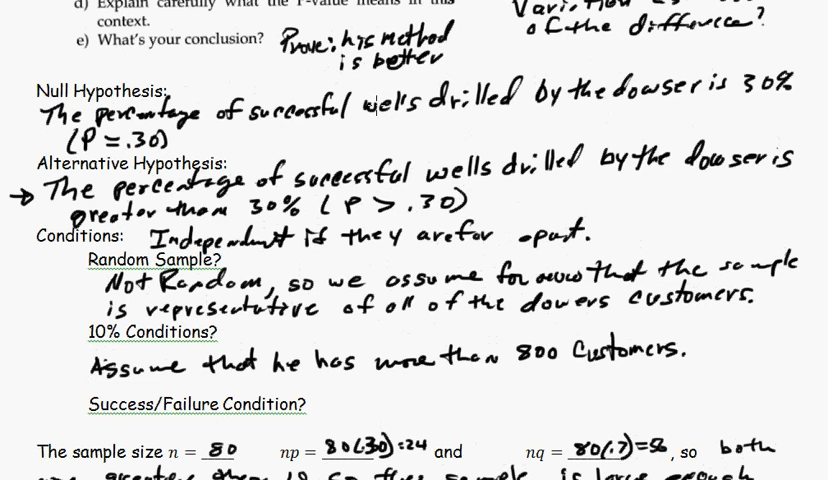 d) Explain carefully what the P-value means in this
context.
e) What's your conclusion?
of the difference?
Prove: his method
is better
Null Hypothesis:
The percentage of successful wells drilled by the dowser is 30%
(P = .30)
Alternative Hypothesis:
→ The percentage of successful wells drilled by the dowser is
greater than 30% (P > .30)
Conditions: Independent if they are far apart.
Random Sample?
Not Random, so we assume for now that the sample
is representative of all of the dowers customers.
10% Conditions?
Assume that he has more than 800 Customers.
Success/Failure Condition?
The sample size n = 80 np = 80(.30)=24 and nq = 80(.7)=56, so both